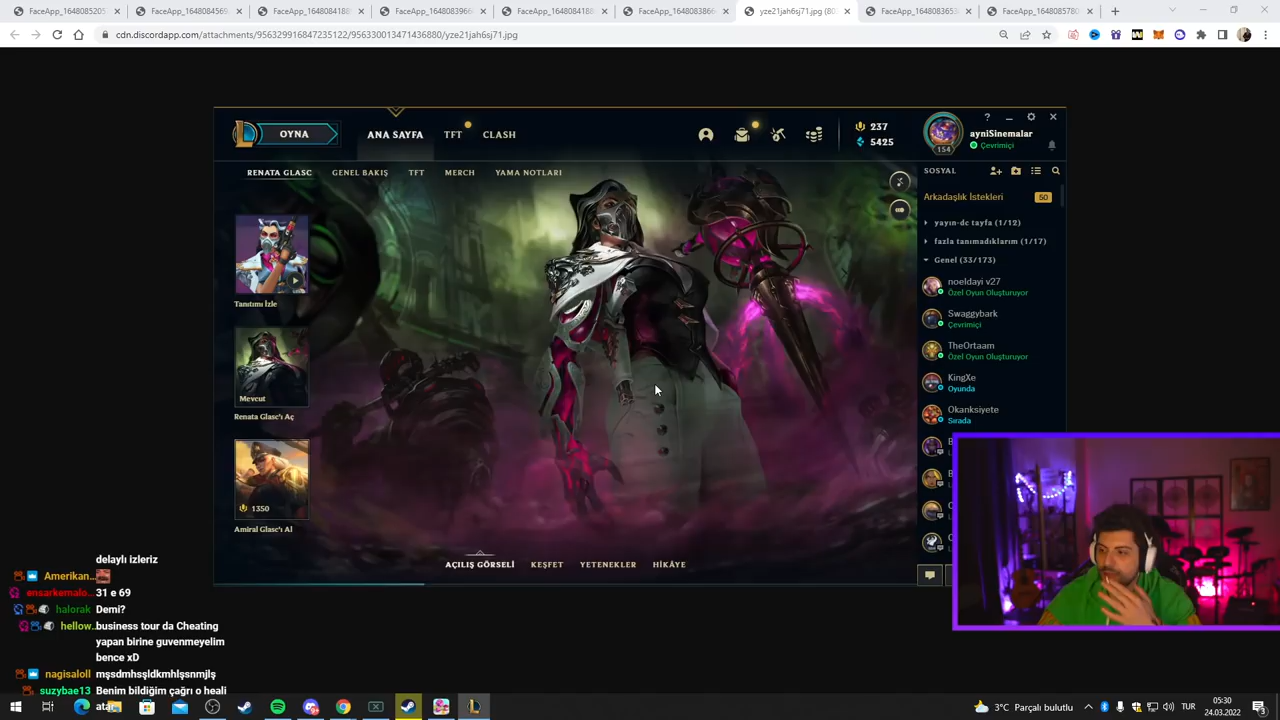 FaceApp_1648085205
FaceApp_1648084569
FaceApp_1648084188
FaceApp_1648083966
FaceApp_1648084188
FaceApp_1648083866
yze21jah6sj71.jpg (80
FaceApp_164808365
FaceApp_1648085780
cdn.discordapp.com/attachments/956329916847235122/956330013471436880/yze21jah6sj71.jpg
OYNA
ANA SAYFA
TFT
CLASH
237
5425
154
ayniSinemalar
Çevrimiçi
RENATA GLASC
GENEL BAKIŞ
TFT
MERCH
YAMA NOTLARI
SOSYAL
Arkadaşlık İstekleri
50
yayın-dc tayfa (1/12)
fazla tanımadıklarım (1/17)
Genel (33/173)
noeldayi v27
Özel Oyun Oluşturuyor
Swaggybark
Çevrimiçi
TheOrtaam
Özel Oyun Oluşturuyor
KingXe
Oyunda
Okanksiyete
Sırada
Tanıtımı İzle
Mevcut
Renata Glasc'ı Aç
1350
Amiral Glasc'ı Al
AÇILIŞ GÖRSELİ
KEŞFET
YETENEKLER
HİKÂYE
delaylı izleriz
Amerikan...
ensarkemalo...
31 e 69
halorak
Demi?
hellow...
business tour da Cheating
yapan birine guvenmeyelim
bence xD
nagisaloll
mşsdmhsşldkmhlşsnmjlş
suzybae13
Benim bildiğim çağrı o heali
ata
3°C Parçalı bulutlu
TUR
05:30
24.03.2022
3